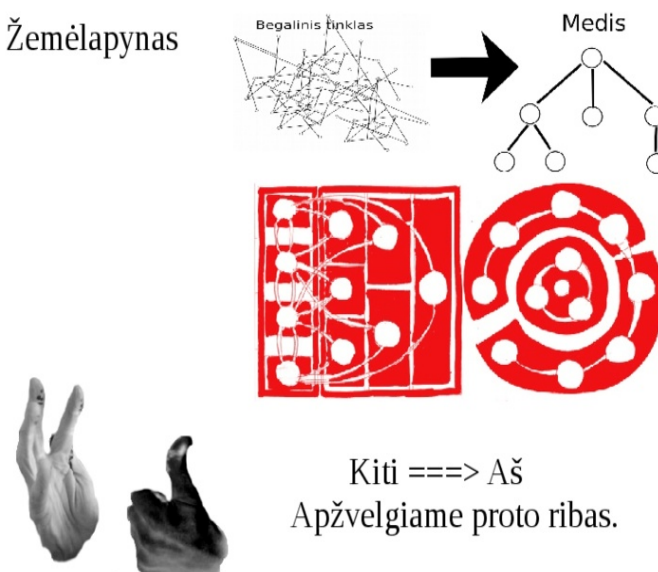 Žemėlapynas
Begalinis tinklas
Medis
Kiti ===> Aš
Apžvelgiame proto ribas.